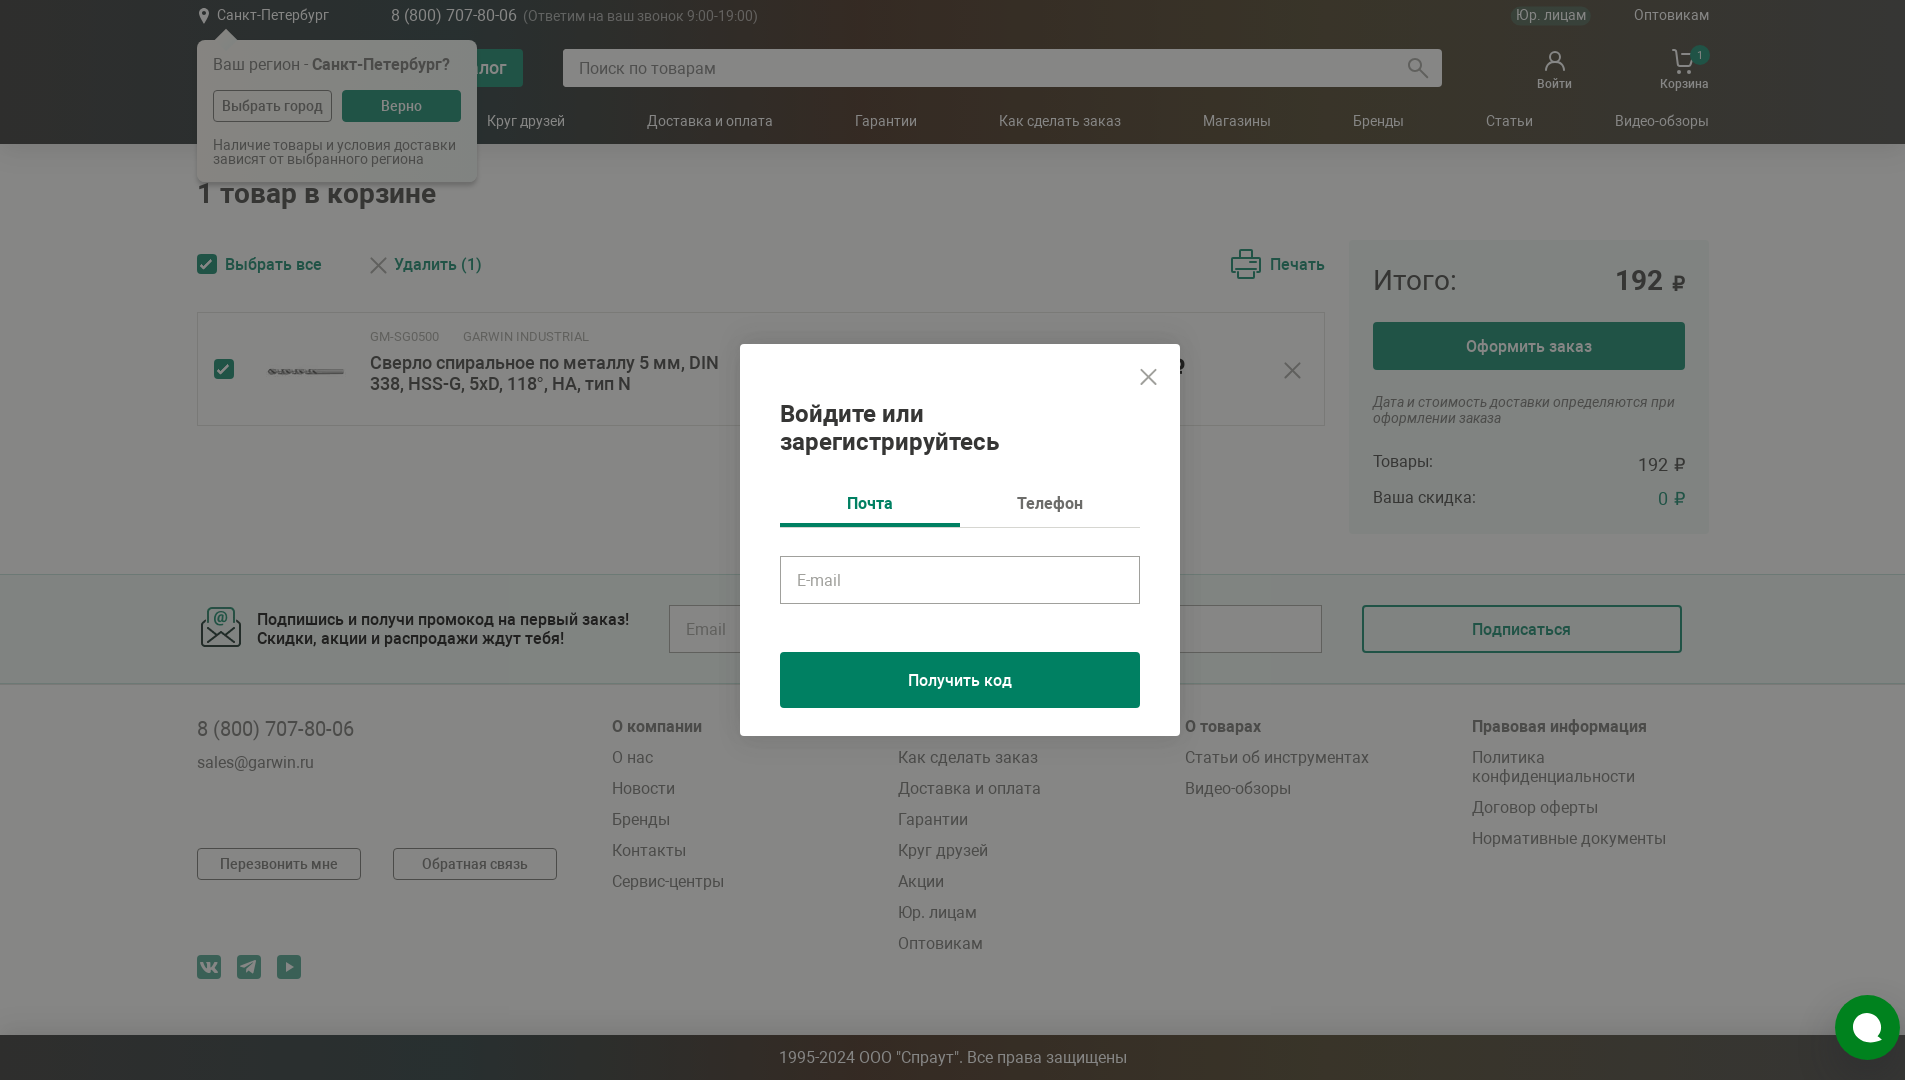 Санкт-Петербург
8 (800) 707-80-06 (Ответим на ваш звонок 9:00-19:00)
Юр. лицам
Оптовикам
Ваш регион - Санкт-Петербург?
Выбрать город
Верно
Наличие товары и условия доставки
зависят от выбранного региона
Поиск по товарам
Войти
1
Корзина
Круг друзей
Доставка и оплата
Гарантии
Как сделать заказ
Магазины
Бренды
Статьи
Видео-обзоры
1 товар в корзине
Выбрать все
Удалить (1)
Печать
GM-SG0500
GARWIN INDUSTRIAL
Сверло спиральное по металлу 5 мм, DIN
338, HSS-G, 5xD, 118°, HA, тип N
Итого:
192 ₽
Оформить заказ
Дата и стоимость доставки определяются при
оформлении заказа
Товары:
192 ₽
Ваша скидка:
0 ₽
Войдите или
зарегистрируйтесь
Почта
Телефон
E-mail
Получить код
Подпишись и получи промокод на первый заказ!
Скидки, акции и распродажи ждут тебя!
Email
Подписаться
8 (800) 707-80-06
sales@garwin.ru
Перезвонить мне
Обратная связь
О компании
О нас
Новости
Бренды
Контакты
Сервис-центры
Как сделать заказ
Доставка и оплата
Гарантии
Круг друзей
Акции
Юр. лицам
Оптовикам
О товарах
Статьи об инструментах
Видео-обзоры
Правовая информация
Политика
конфиденциальности
Договор оферты
Нормативные документы
1995-2024 ООО "Спраут". Все права защищены